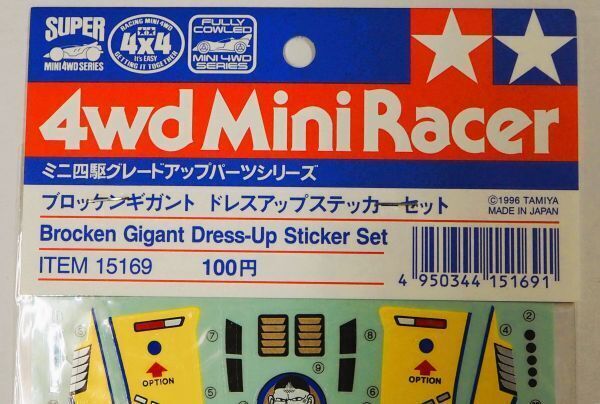 SUPER
MINI 4WD SERIES
RACING MINI 4WD
4x4
It's EASY
GETTING IT TOGETHER
FULLY
COWLED
MINI 4WD
SERIES
4wd Mini Racer
ミニ四駆グレードアップパーツシリーズ
ブロッケンギガント ドレスアップステッカーセット
©1996 TAMIYA
MADE IN JAPAN
Brocken Gigant Dress-Up Sticker Set
ITEM 15169 100円
4 950344 151691
OPTION
OPTION